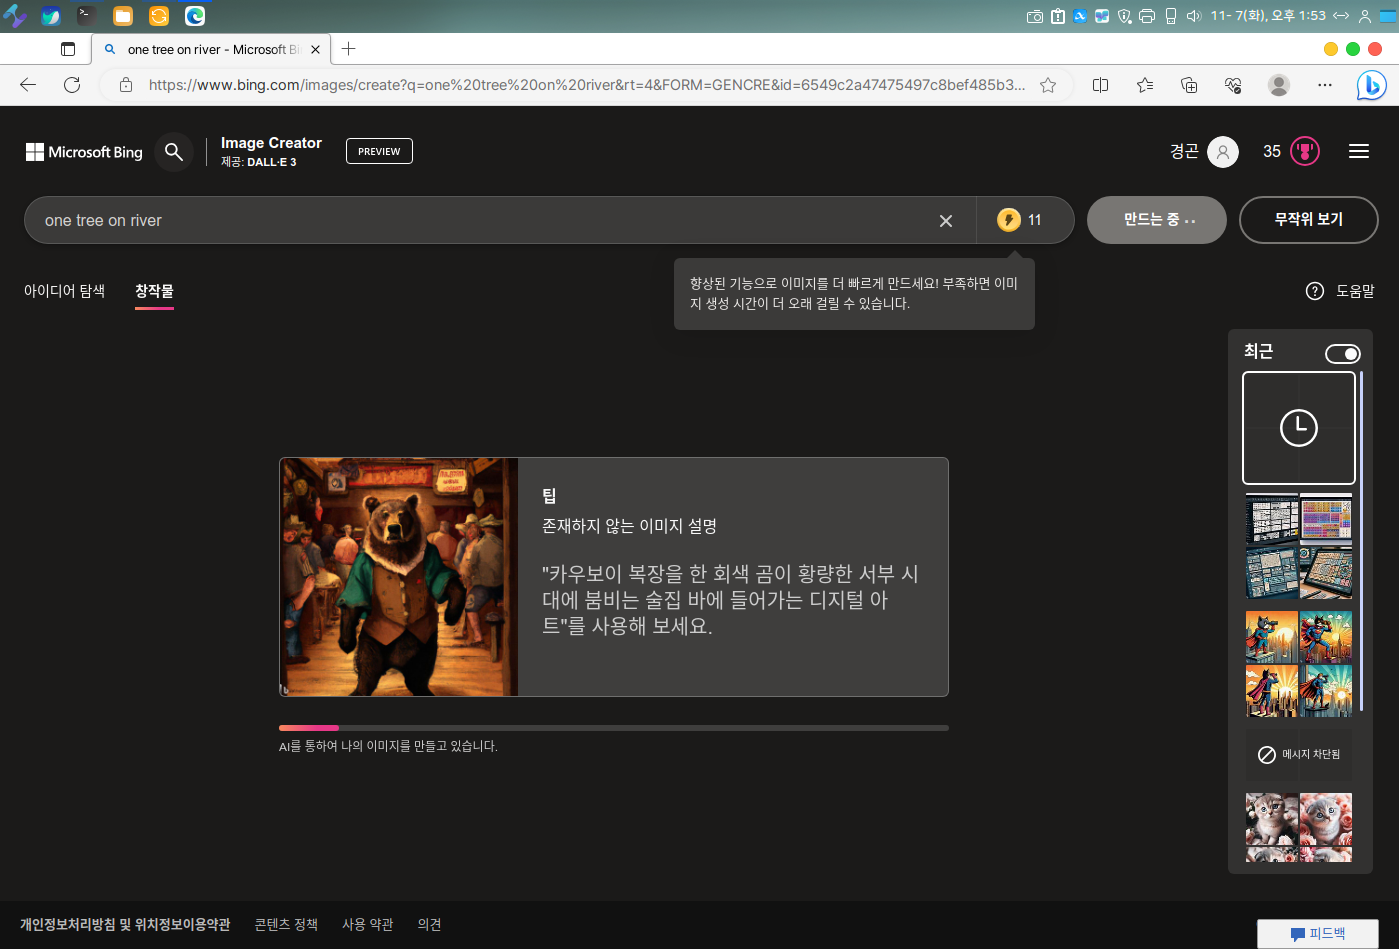 11- 7(화), 오후 1:53
one tree on river - Microsoft Bi
https://www.bing.com/images/create?q=one%20tree%20on%20river&rt=4&FORM=GENCRE&id=6549c2a47475497c8bef485b3...
Microsoft Bing
Image Creator
제공: DALL·E 3
PREVIEW
경곤
35
one tree on river
11
만드는 중 ..
무작위 보기
향상된 기능으로 이미지를 더 빠르게 만드세요! 부족하면 이미
지 생성 시간이 더 오래 걸릴 수 있습니다.
아이디어 탐색
창작물
도움말
최근
팁
존재하지 않는 이미지 설명
"카우보이 복장을 한 회색 곰이 황량한 서부 시
대에 붐비는 술집 바에 들어가는 디지털 아
트"를 사용해 보세요.
AI를 통하여 나의 이미지를 만들고 있습니다.
메시지 차단됨
개인정보처리방침 및 위치정보이용약관
콘텐츠 정책
사용 약관
의견
피드백